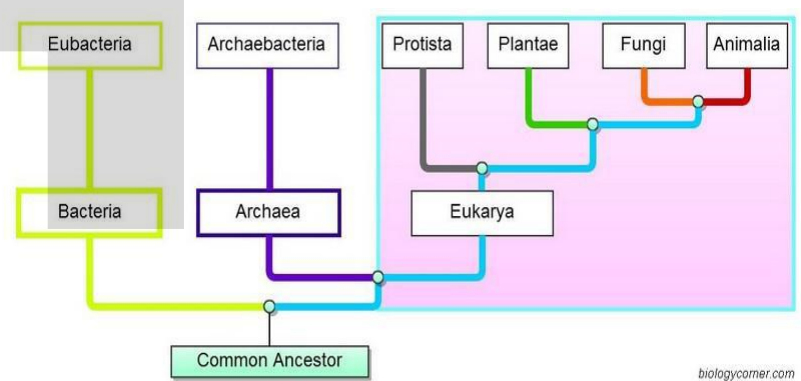 Eubacteria
Archaebacteria
Protista
Plantae
Fungi
Animalia
Bacteria
Archaea
Eukarya
Common Ancestor
biologycorner.com